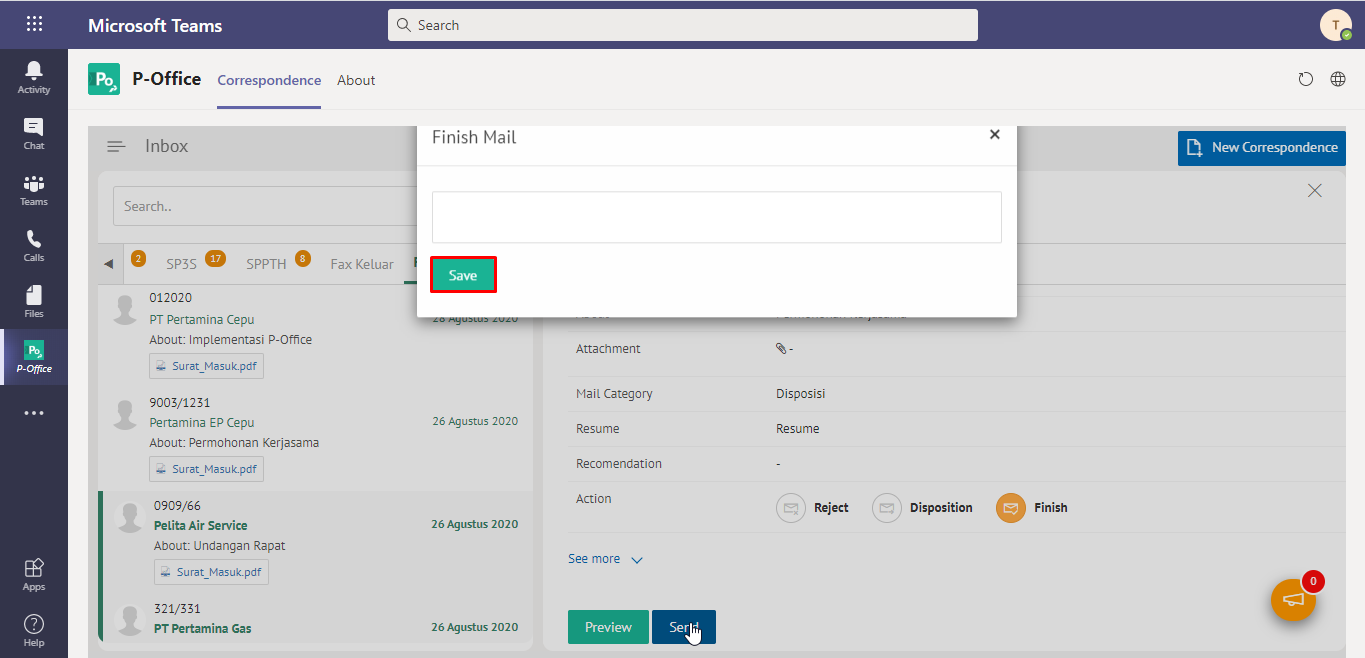 Microsoft Teams
Search
T
Activity
Chat
Teams
Calls
Files
P-Office
Apps
Help
Po
P-Office
Correspondence
About
Inbox
New Correspondence
Search..
2
SP3S 17
SPPTH 8
Fax Keluar
Finish Mail
×
Save
012020
PT Pertamina Cepu
28 Agustus 2020
About: Implementasi P-Office
Surat_Masuk.pdf
9003/1231
Pertamina EP Cepu
26 Agustus 2020
About: Permohonan Kerjasama
Surat_Masuk.pdf
0909/66
Pelita Air Service
26 Agustus 2020
About: Undangan Rapat
Surat_Masuk.pdf
321/331
PT Pertamina Gas
26 Agustus 2020
Attachment -
Mail Category Disposisi
Resume Resume
Recomendation -
Action Reject Disposition Finish
See more
Preview
Send
0